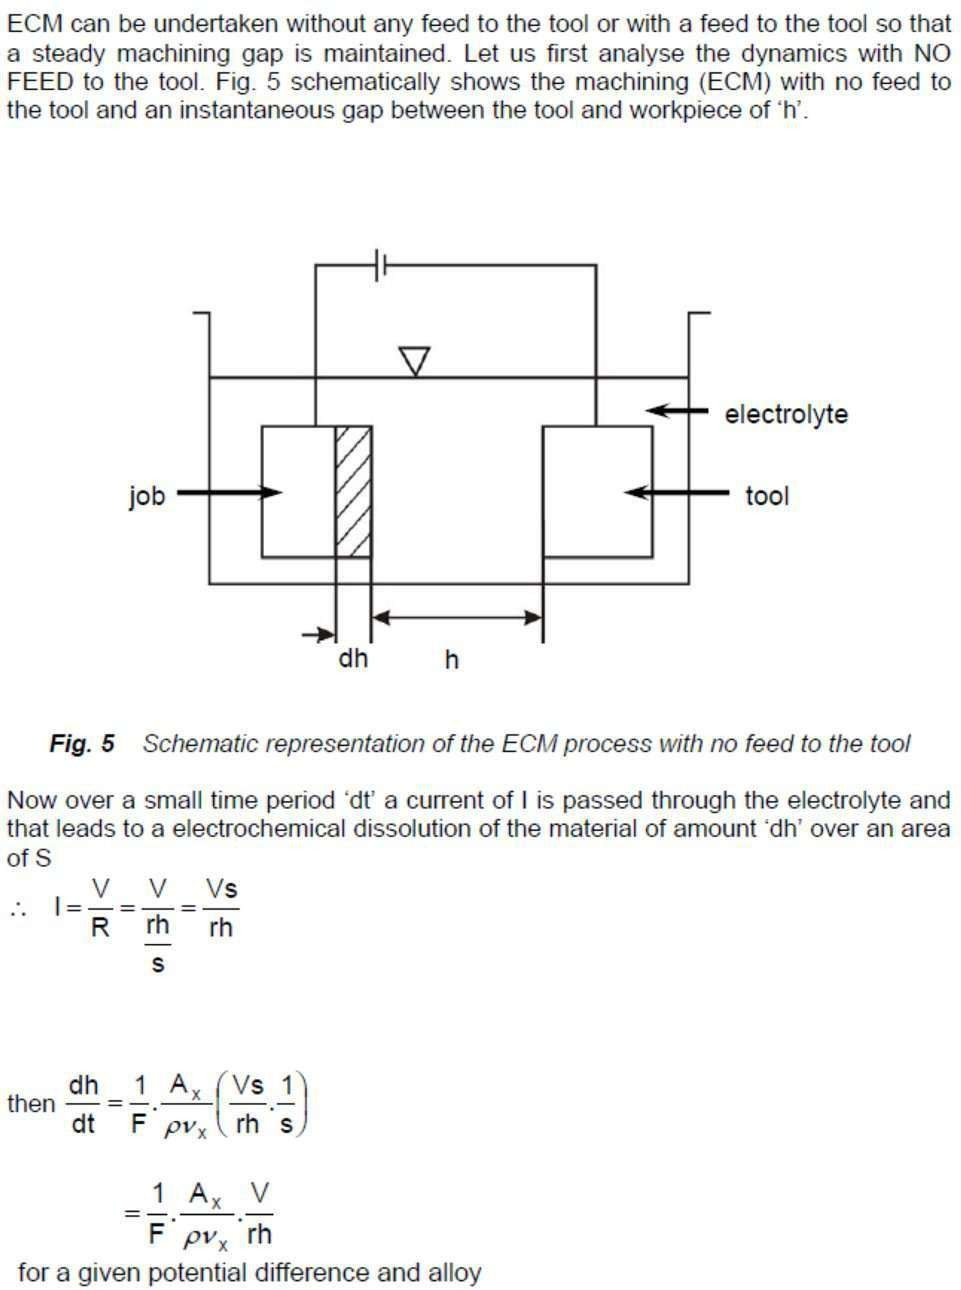 ECM can be undertaken without any feed to the tool or with a feed to the tool so that
a steady machining gap is maintained. Let us first analyse the dynamics with NO
FEED to the tool. Fig. 5 schematically shows the machining (ECM) with no feed to
the tool and an instantaneous gap between the tool and workpiece of ‘h’.
electrolyte
job
tool
dh
h
Fig. 5 Schematic representation of the ECM process with no feed to the tool
Now over a small time period ‘dt’ a current of I is passed through the electrolyte and
that leads to a electrochemical dissolution of the material of amount ‘dh’ over an area
of S
∴ I = V/R = V/(rh/s) = Vs/rh
then dh/dt = 1/F . Aₓ/ρνₓ (Vs/rh . 1/s)
= 1/F . Aₓ/ρνₓ . V/rh
for a given potential difference and alloy